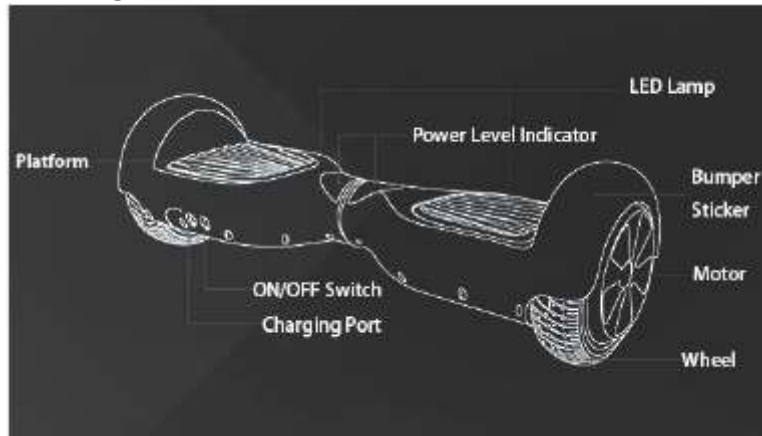 LED Lamp
Power Level Indicator
Platform
Bumper
Sticker
Motor
ON/OFF Switch
Charging Port
Wheel